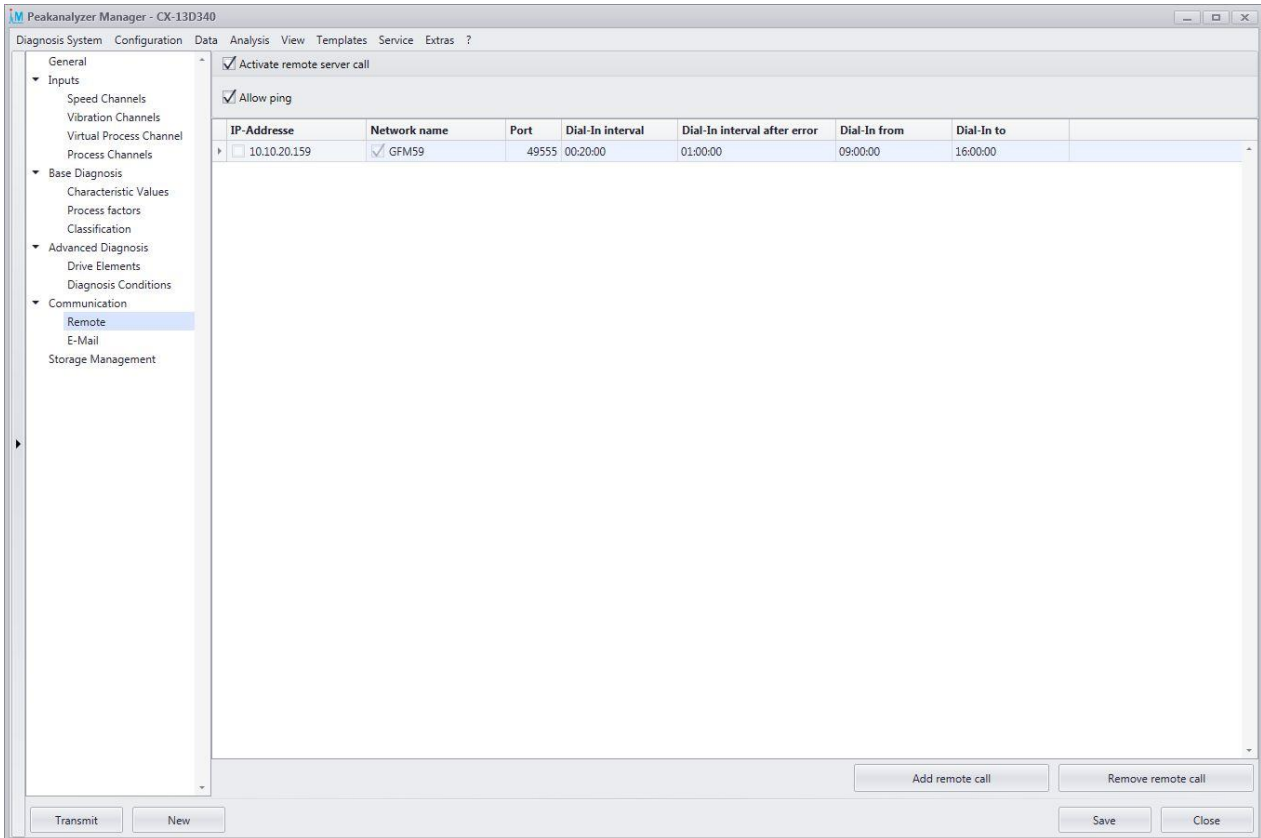 Peakanalyzer Manager - CX-13D340
Diagnosis System Configuration Data Analysis View Templates Service Extras ?
General
Inputs
Speed Channels
Vibration Channels
Virtual Process Channel
Process Channels
Base Diagnosis
Characteristic Values
Process factors
Classification
Advanced Diagnosis
Drive Elements
Diagnosis Conditions
Communication
Remote
E-Mail
Storage Management
Activate remote server call
Allow ping
IP-Addresse Network name Port Dial-In interval Dial-In interval after error Dial-In from Dial-In to
10.10.20.159 GFM59 49555 00:20:00 01:00:00 09:00:00 16:00:00
Add remote call Remove remote call
Transmit New Save Close